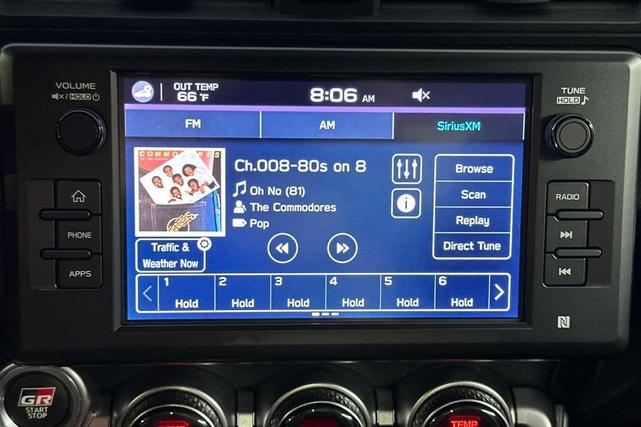 VOLUME
/HOLD
OUT TEMP
66 °F
8:06 AM
TUNE
HOLD
FM
AM
SiriusXM
COMMODORES
Ch.008-80s on 8
Oh No (81)
The Commodores
Pop
Browse
Scan
Replay
Direct Tune
Traffic &
Weather Now
PHONE
APPS
RADIO
1
2
3
4
5
6
Hold
Hold
Hold
Hold
Hold
Hold
GR
START
STOP
TEMP